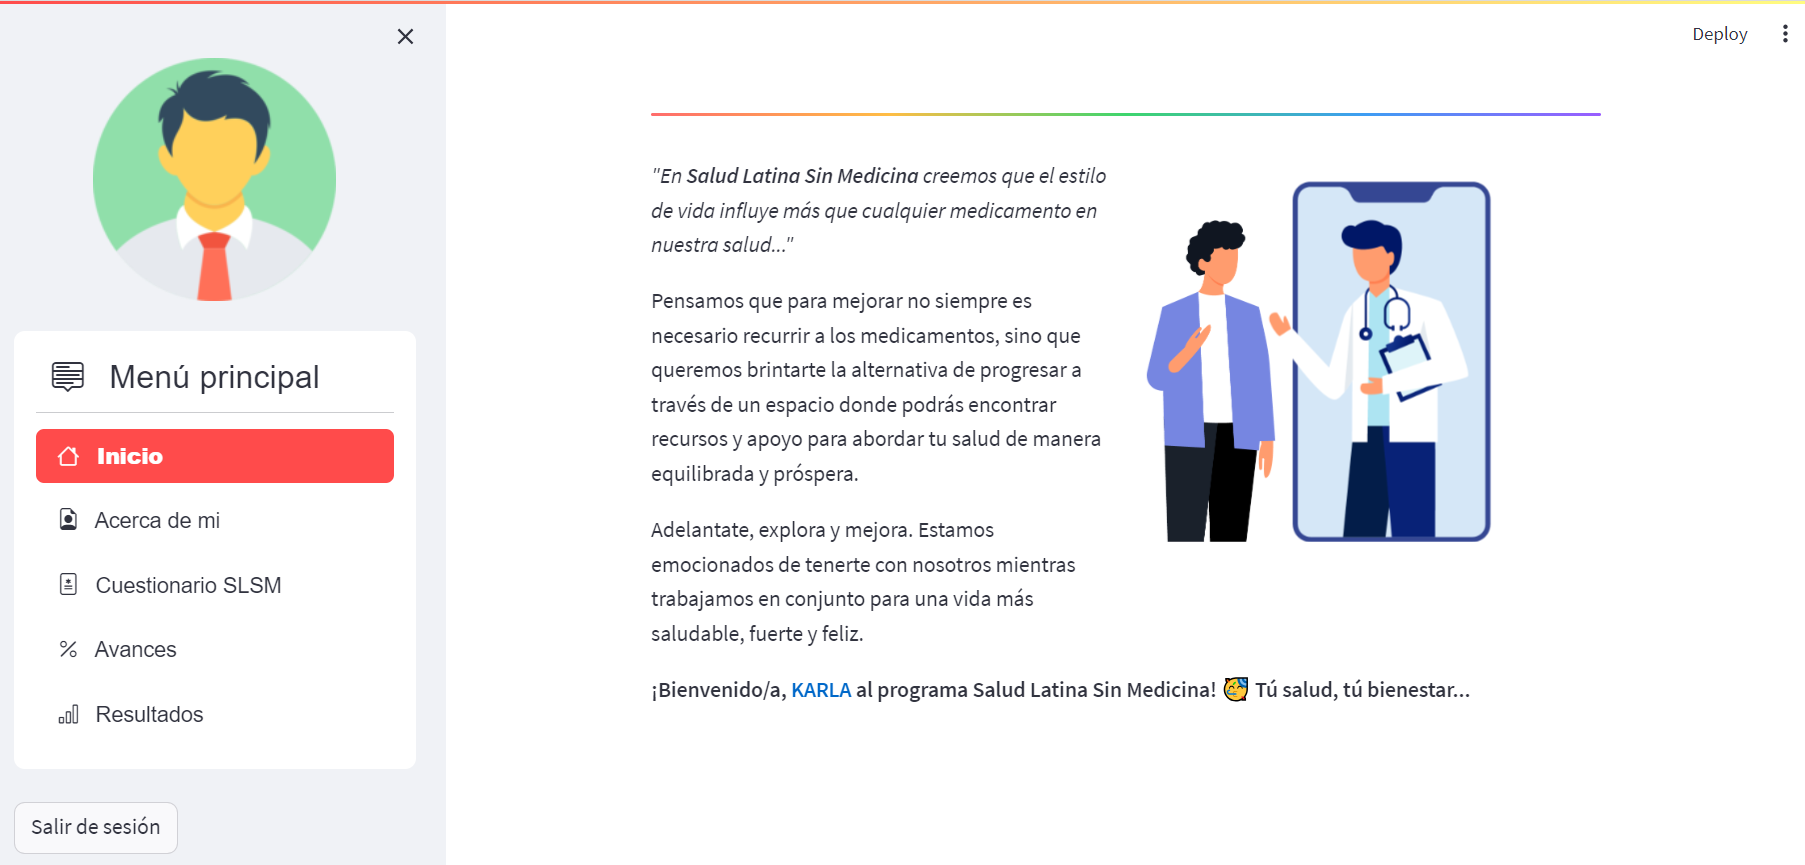 Deploy
Menú principal
Inicio
Acerca de mi
Cuestionario SLSM
Avances
Resultados
Salir de sesión
"En Salud Latina Sin Medicina creemos que el estilo
de vida influye más que cualquier medicamento en
nuestra salud..."
Pensamos que para mejorar no siempre es
necesario recurrir a los medicamentos, sino que
queremos brintarte la alternativa de progresar a
través de un espacio donde podrás encontrar
recursos y apoyo para abordar tu salud de manera
equilibrada y próspera.
Adelantate, explora y mejora. Estamos
emocionados de tenerte con nosotros mientras
trabajamos en conjunto para una vida más
saludable, fuerte y feliz.
¡Bienvenido/a, KARLA al programa Salud Latina Sin Medicina! 🥳 Tú salud, tú bienestar...